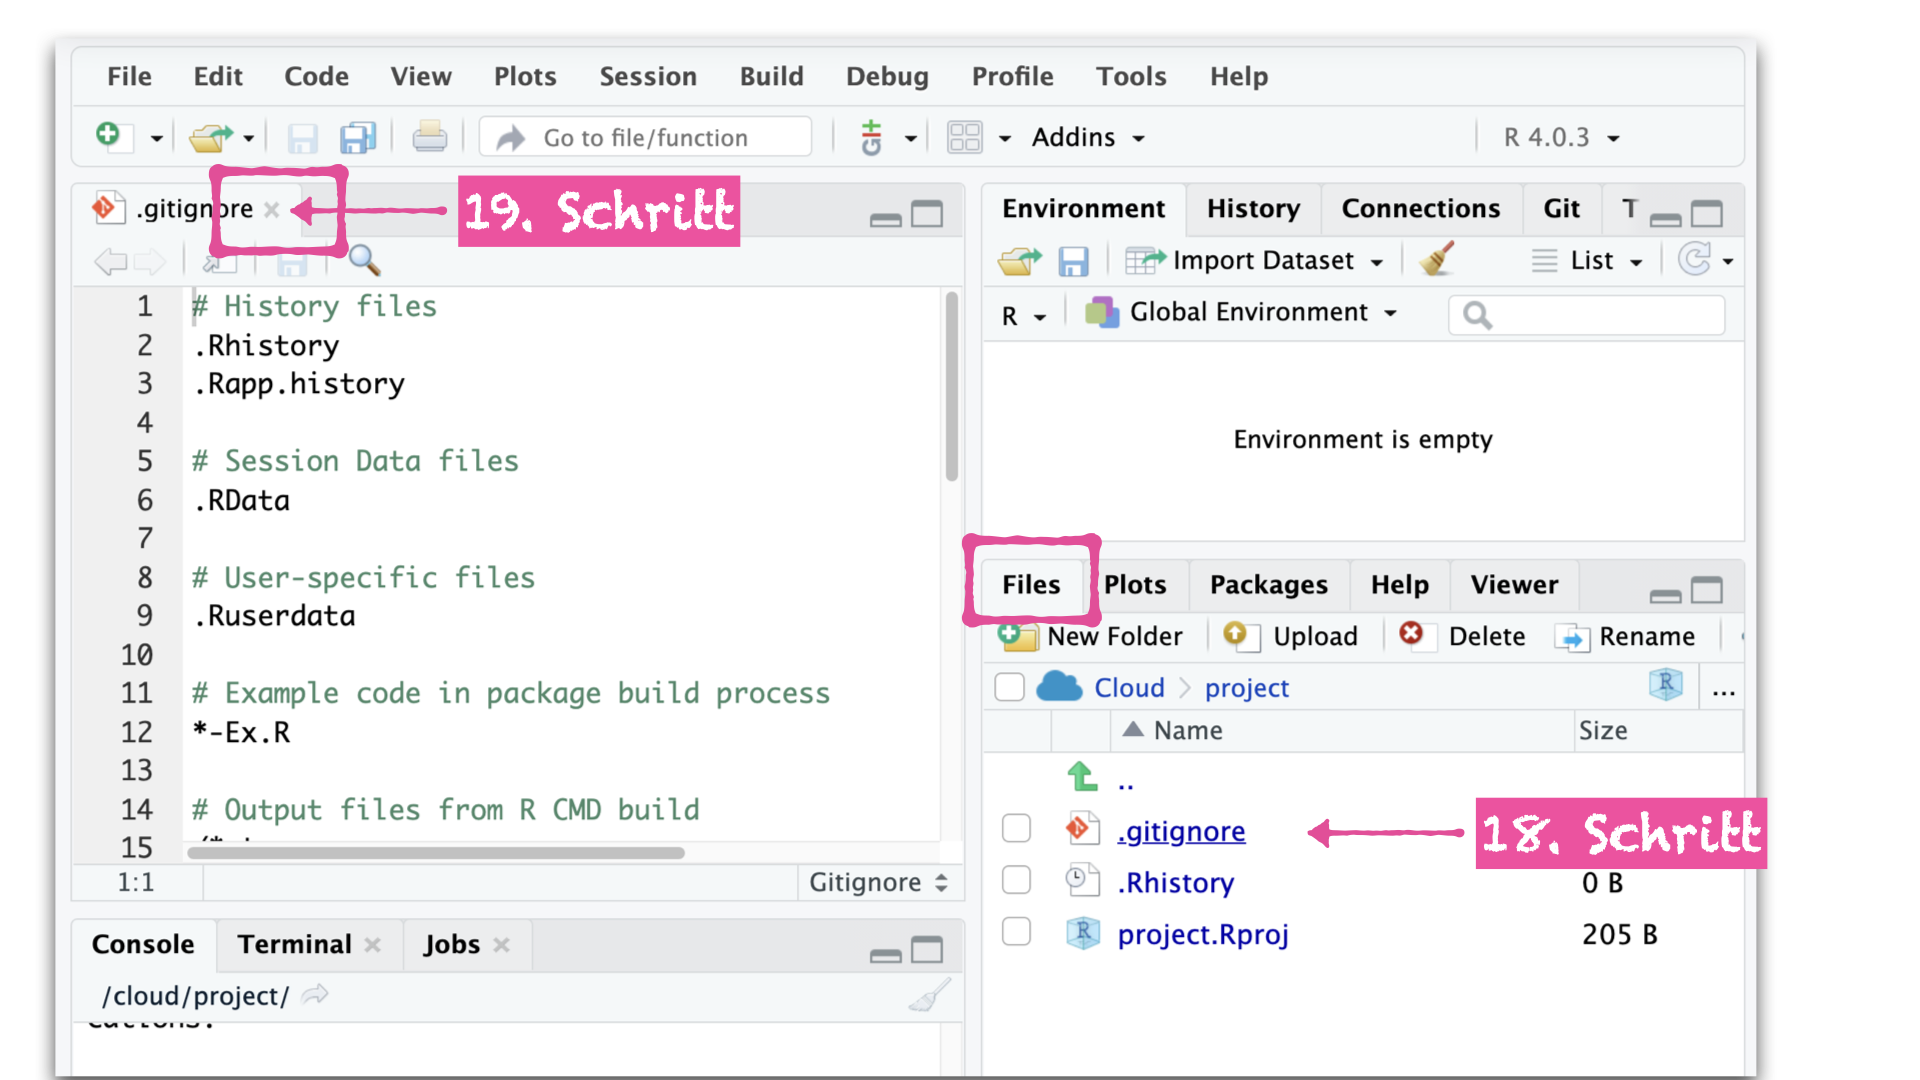 File Edit Code View Plots Session Build Debug Profile Tools Help
Go to file/function Git Addins R 4.0.3
.gitignore
19. Schritt
1 # History files
2 .Rhistory
3 .Rapp.history
4
5 # Session Data files
6 .RData
7
8 # User-specific files
9 .Ruserdata
10
11 # Example code in package build process
12 *-Ex.R
13
14 # Output files from R CMD build
15
1:1 Gitignore
Console Terminal Jobs
/cloud/project/
Environment History Connections Git T
Import Dataset List
R Global Environment
Environment is empty
Files Plots Packages Help Viewer
New Folder Upload Delete Rename
Cloud project R ...
Name Size
..
.gitignore
18. Schritt
.Rhistory 0 B
project.Rproj 205 B